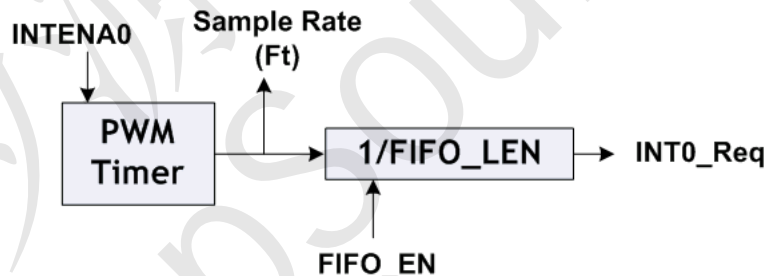 INTENA0
Sample Rate
(Ft)
PWM
Timer
1/FIFO_LEN
INT0_Req
FIFO_EN